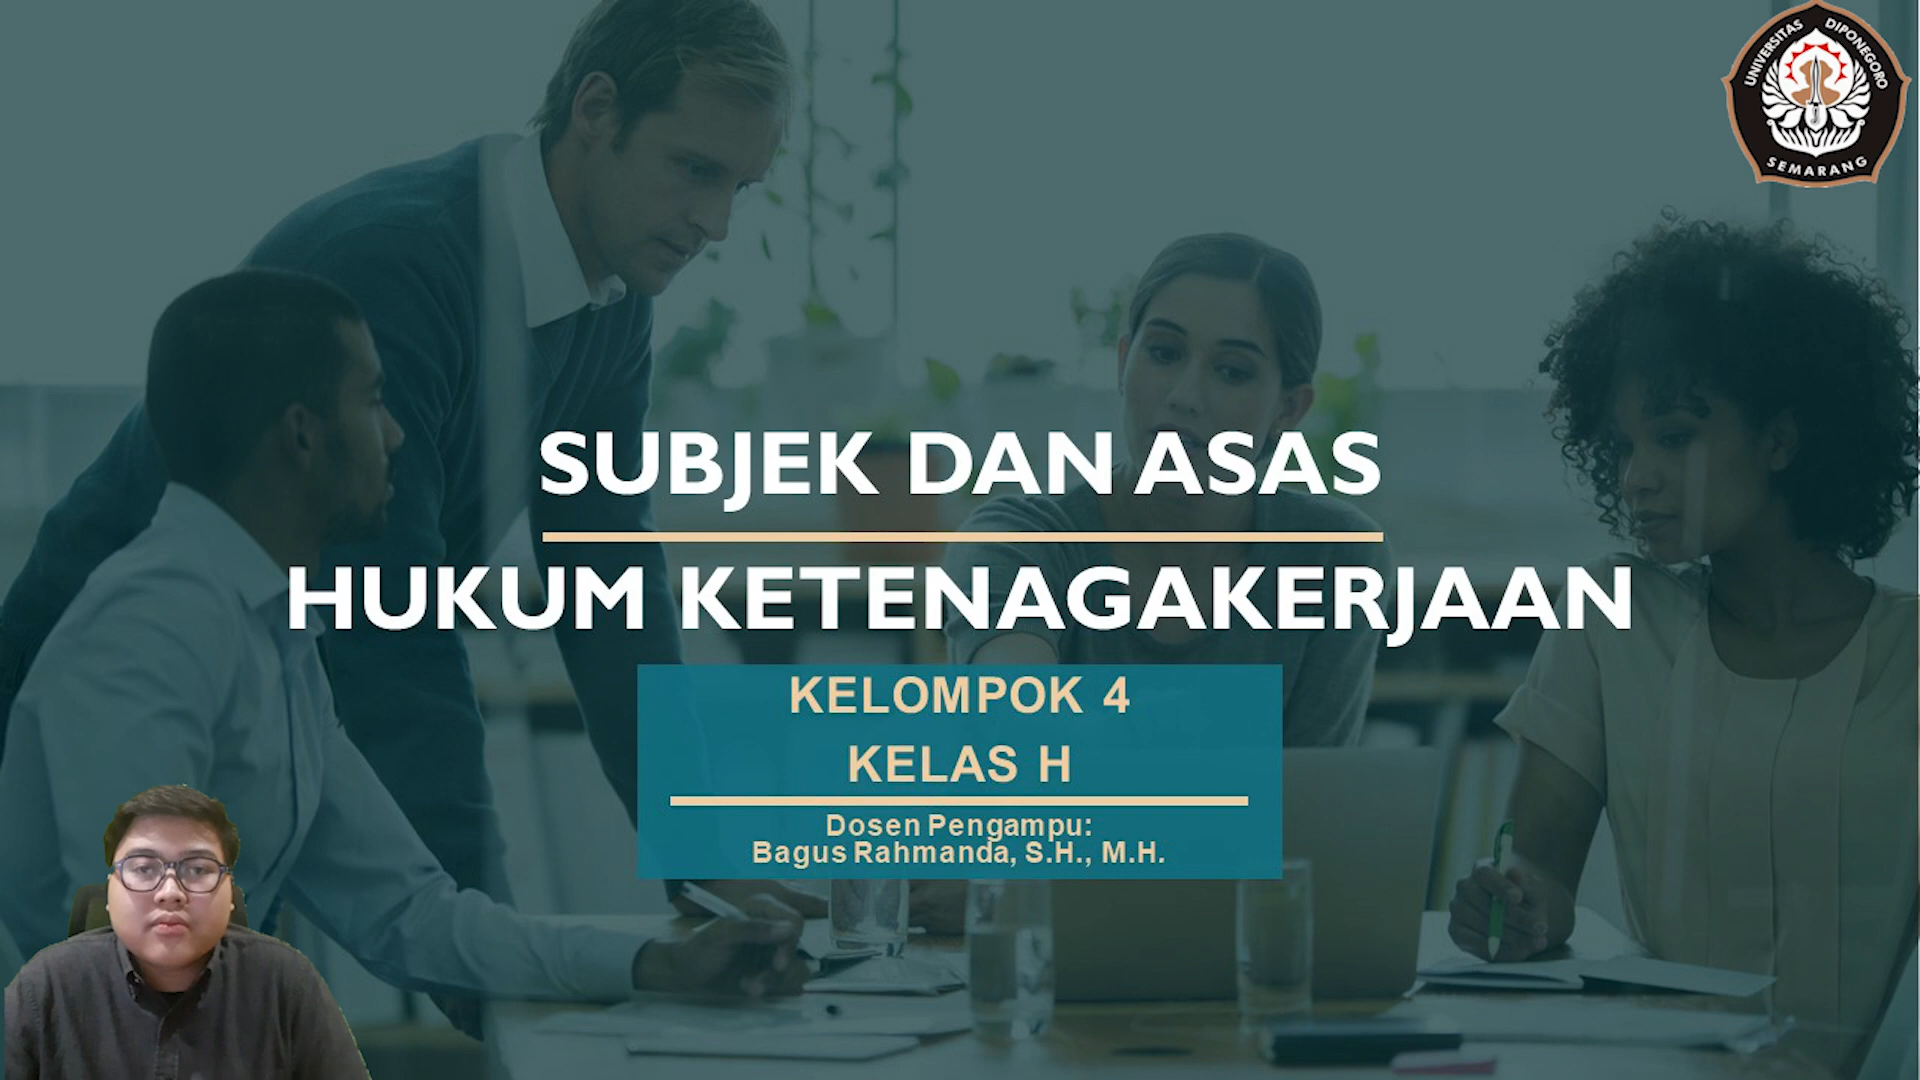 UNIVERSITAS DIPONEGORO
SEMARANG
SUBJEK DAN ASAS
HUKUM KETENAGAKERJAAN
KELOMPOK 4
KELAS H
Dosen Pengampu:
Bagus Rahmanda, S.H., M.H.